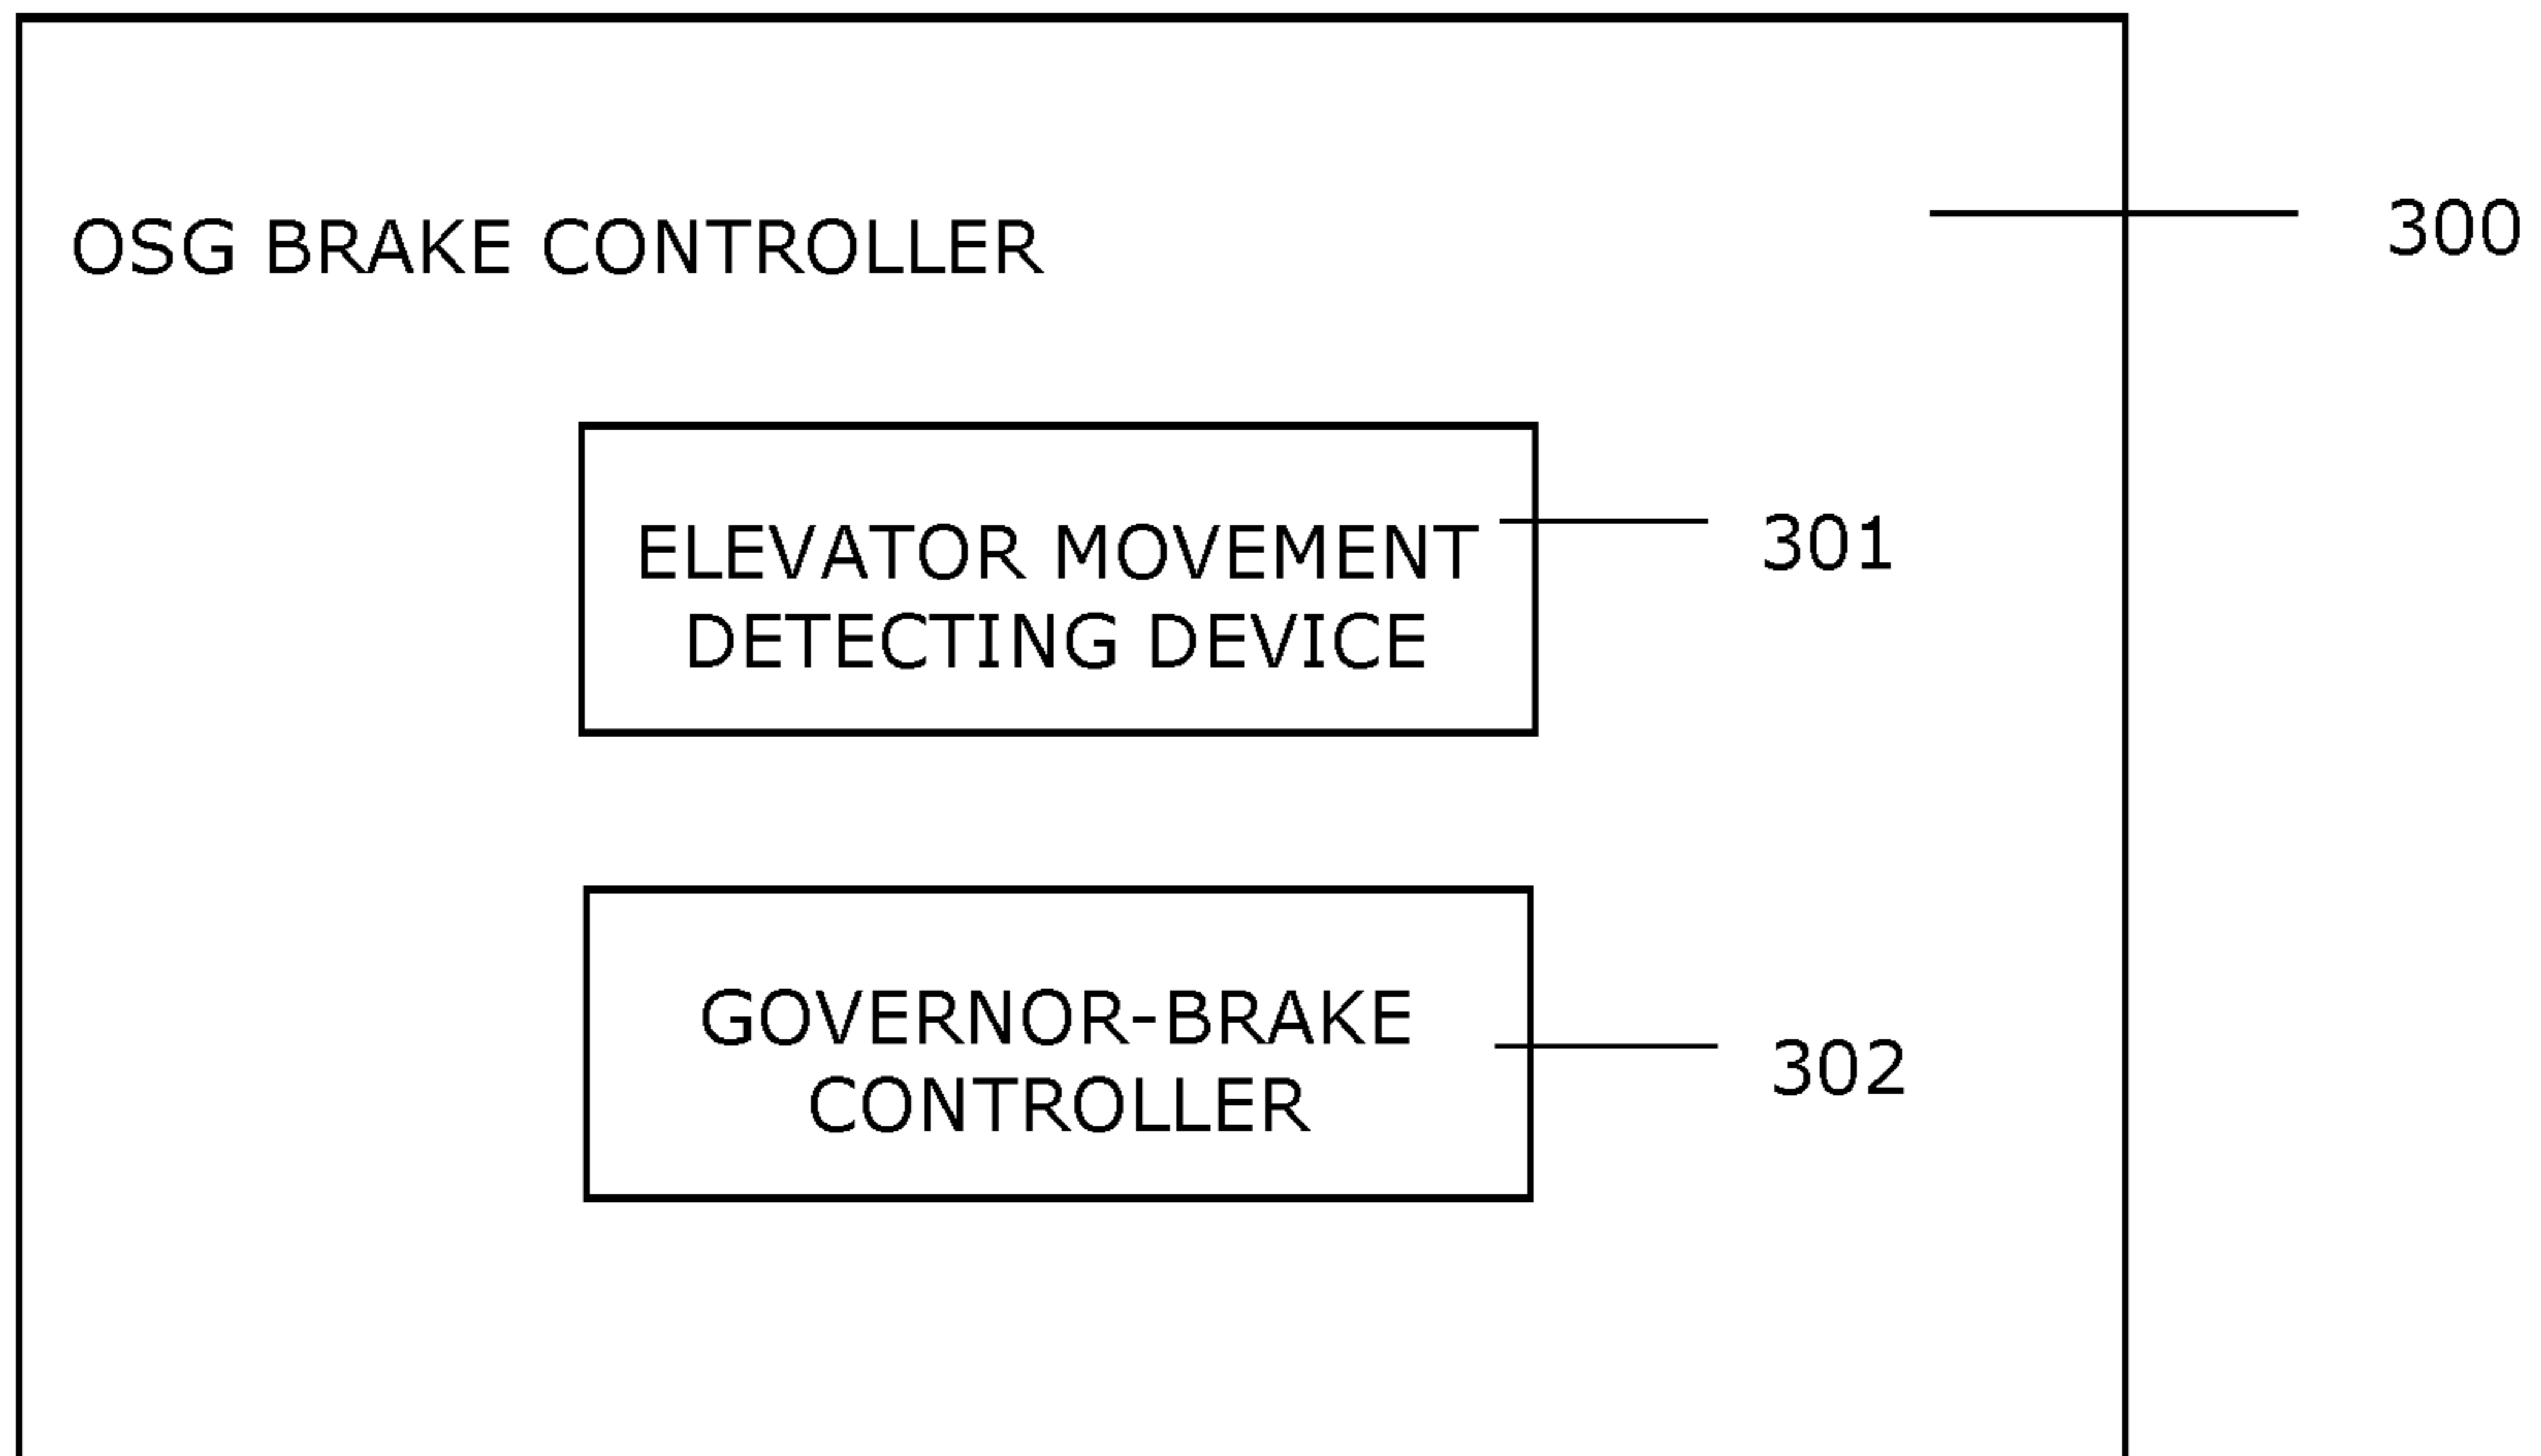 OSG BRAKE CONTROLLER
300
ELEVATOR MOVEMENT
DETECTING DEVICE
301
GOVERNOR-BRAKE
CONTROLLER
302